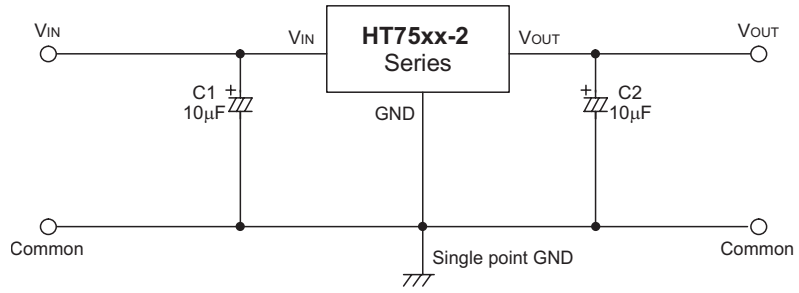 VIN
VIN
HT75xx-2
Series
VOUT
VOUT
C1
10μF
+
GND
+
C2
10μF
Common
Single point GND
Common